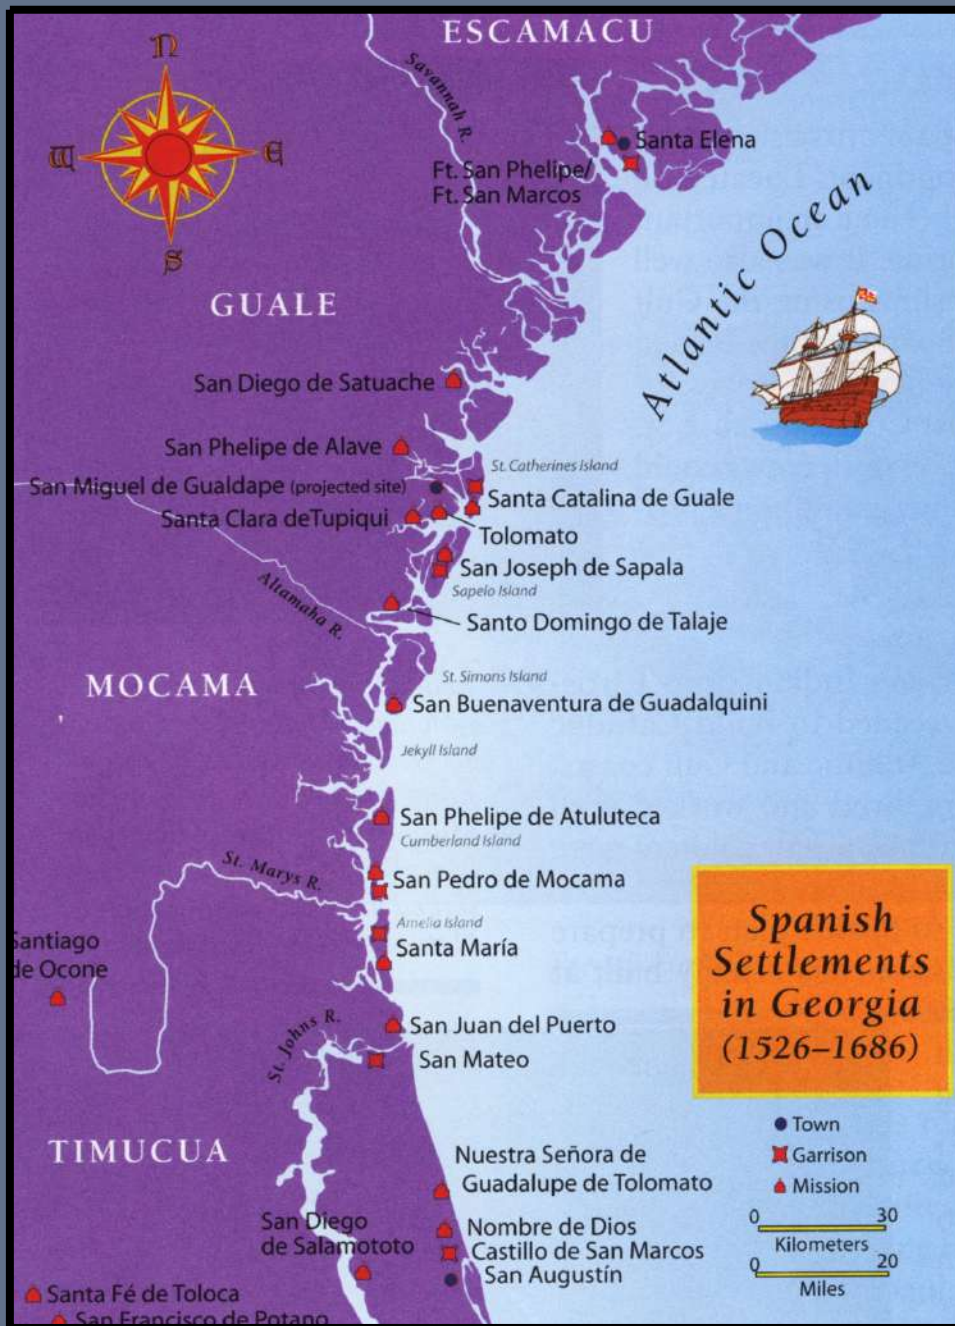 ESCAMACU
N
W
E
S
Savannah R.
Santa Elena
Ft. San Phelipe/
Ft. San Marcos
Atlantic Ocean
GUALE
San Diego de Satuache
San Phelipe de Alave
St. Catherines Island
San Miguel de Gualdape (projected site)
Santa Catalina de Guale
Santa Clara deTupiqui
Tolomato
San Joseph de Sapala
Sapelo Island
Altamaha R.
Santo Domingo de Talaje
MOCAMA
St. Simons Island
San Buenaventura de Guadalquini
Jekyll Island
San Phelipe de Atuluteca
Cumberland Island
St. Marys R.
San Pedro de Mocama
Amelia Island
Santa María
Santiago
de Ocone
Spanish
Settlements
in Georgia
(1526–1686)
St. Johns R.
San Juan del Puerto
San Mateo
TIMUCUA
Town
Garrison
Mission
0 30
Kilometers
0 20
Miles
Nuestra Señora de
Guadalupe de Tolomato
San Diego
de Salamototo
Nombre de Dios
Castillo de San Marcos
San Augustín
Santa Fé de Toloca
San Francisco de Potano